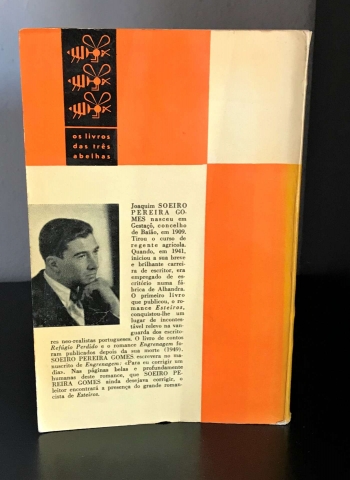 os livros
das três
abelhas
Joaquim SOEIRO
PEREIRA GO-
MES nasceu em
Gestaçô, concelho
de Baião, em 1909.
Tirou o curso de
regente agrícola.
Quando, em 1941,
iniciou a sua breve
e brilhante carrei-
ra de escritor, era
empregado de es-
critório numa fá-
brica de Alhandra.
O primeiro livro
que publicou, o ro-
mance Esteiros,
conquistou-lhe um
lugar de incontes-
tável relevo na van-
guarda dos escrito-
res neo-realistas portugueses. O livro de contos
Refúgio Perdido e o romance Engrenagem fo-
ram publicados depois da sua morte (1949).
SOEIRO PEREIRA GOMES escrevera no ma-
nuscrito de Engrenagem: «Para eu corrigir um
dia». Nas páginas belas e profundamente
humanas deste romance, que SOEIRO PE-
REIRA GOMES ainda desejava corrigir, o
leitor encontrará a presença do grande roman-
cista de Esteiros.